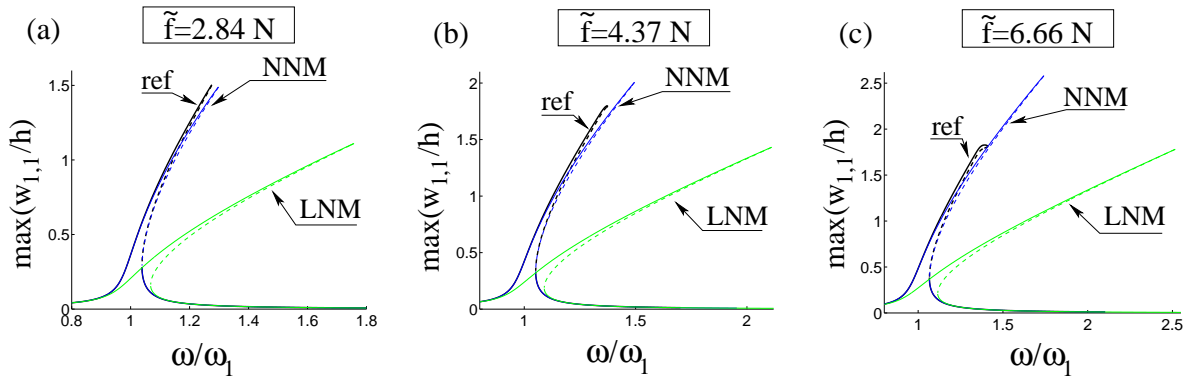 (a) f̃=2.84 N
ref
NNM
LNM
max(w1,1/h)
1.5
1
0.5
0
0.8 1 1.2 1.4 1.6 1.8
ω/ω1
(b) f̃=4.37 N
ref
NNM
LNM
max(w1,1/h)
2
2
1.5
1
0.5
0
1 1.5 2
ω/ω1
(c) f̃=6.66 N
ref
NNM
LNM
max(w1,1/h)
2.5
2
1.5
1
0.5
0
1 1.5 2 2.5
ω/ω1